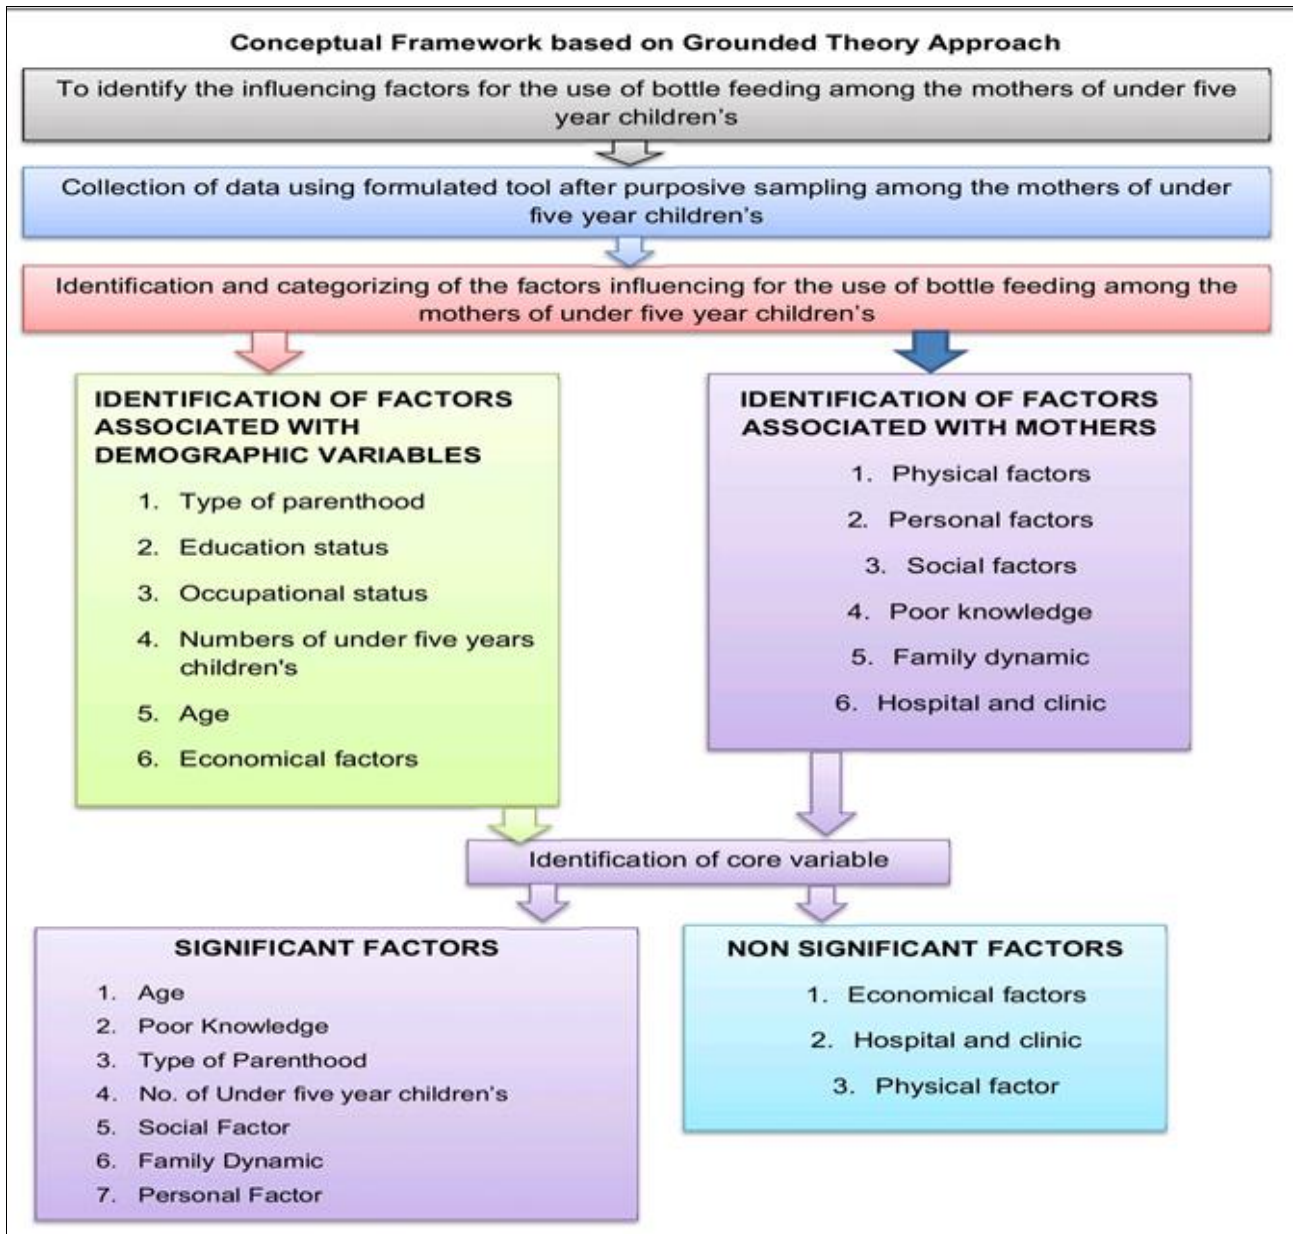 Conceptual Framework based on Grounded Theory Approach
To identify the influencing factors for the use of bottle feeding among the mothers of under five
year children's
Collection of data using formulated tool after purposive sampling among the mothers of under
five year children's
Identification and categorizing of the factors influencing for the use of bottle feeding among the
mothers of under five year children's
IDENTIFICATION OF FACTORS
ASSOCIATED WITH
DEMOGRAPHIC VARIABLES
1. Type of parenthood
2. Education status
3. Occupational status
4. Numbers of under five years
children's
5. Age
6. Economical factors
IDENTIFICATION OF FACTORS
ASSOCIATED WITH MOTHERS
1. Physical factors
2. Personal factors
3. Social factors
4. Poor knowledge
5. Family dynamic
6. Hospital and clinic
Identification of core variable
SIGNIFICANT FACTORS
1. Age
2. Poor Knowledge
3. Type of Parenthood
4. No. of Under five year children's
5. Social Factor
6. Family Dynamic
7. Personal Factor
NON SIGNIFICANT FACTORS
1. Economical factors
2. Hospital and clinic
3. Physical factor